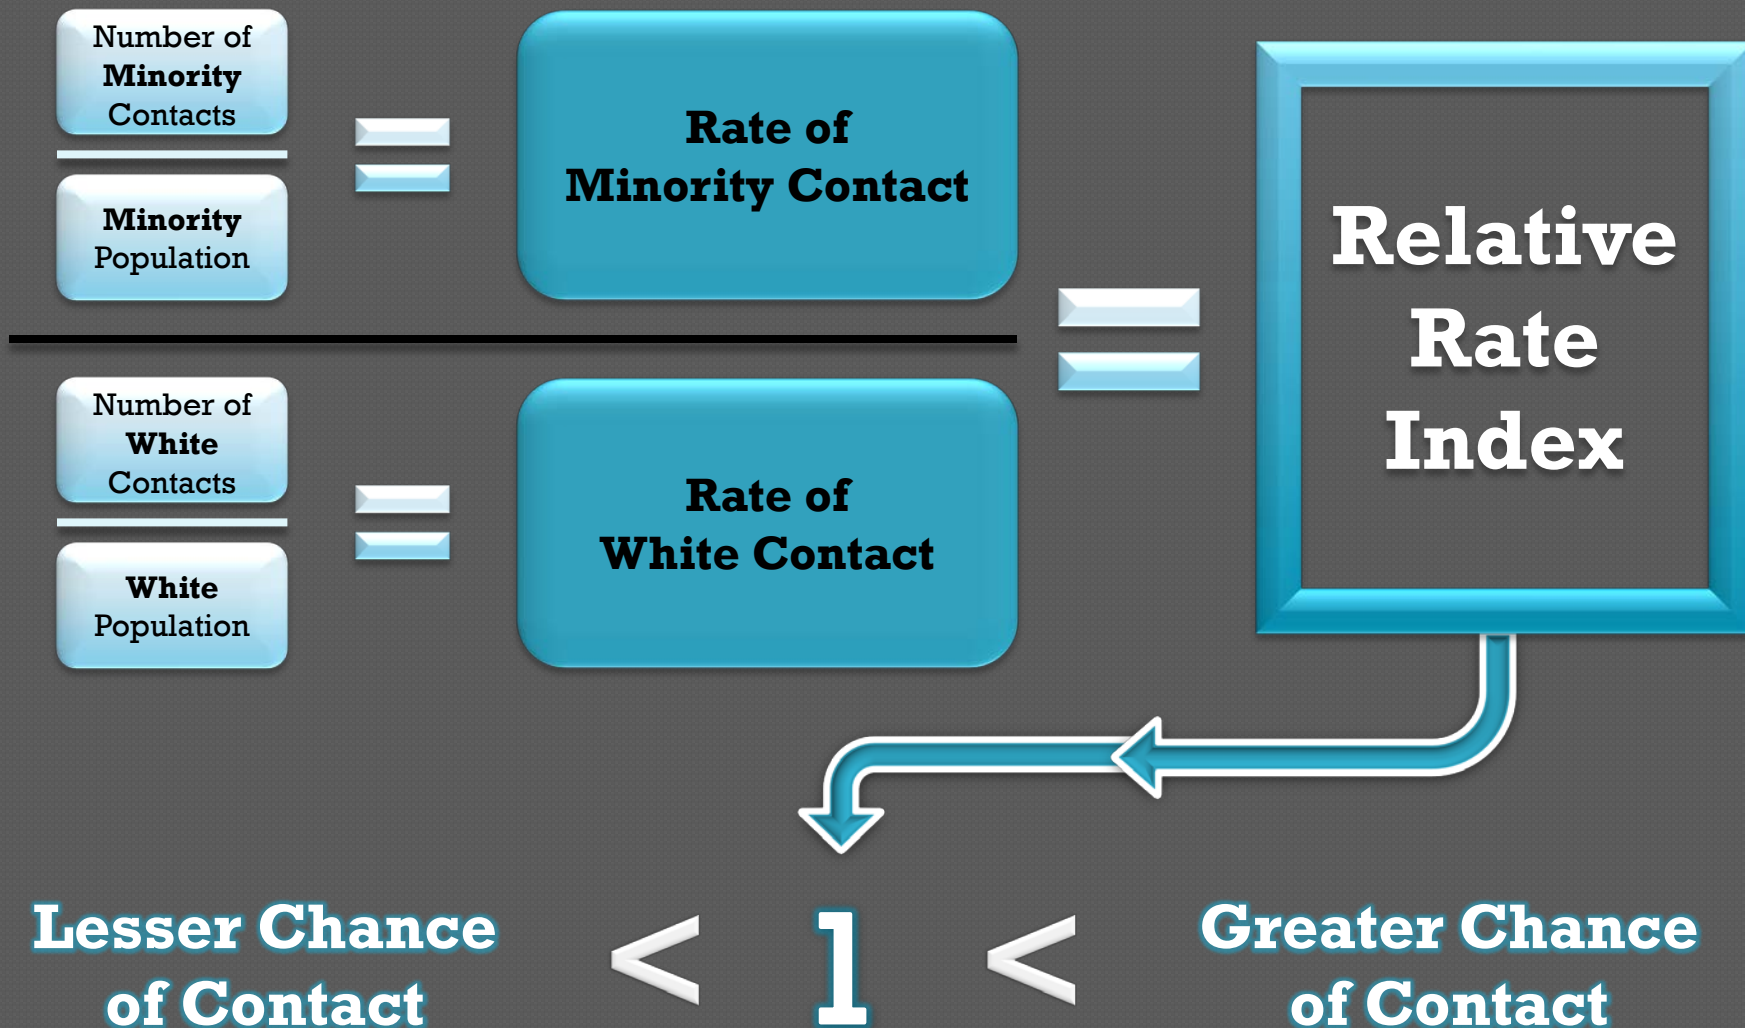 Number of
Minority
Contacts
Minority
Population
=
Rate of
Minority Contact
Number of
White
Contacts
White
Population
=
Rate of
White Contact
=
Relative
Rate
Index
Lesser Chance
of Contact
< 1 <
Greater Chance
of Contact